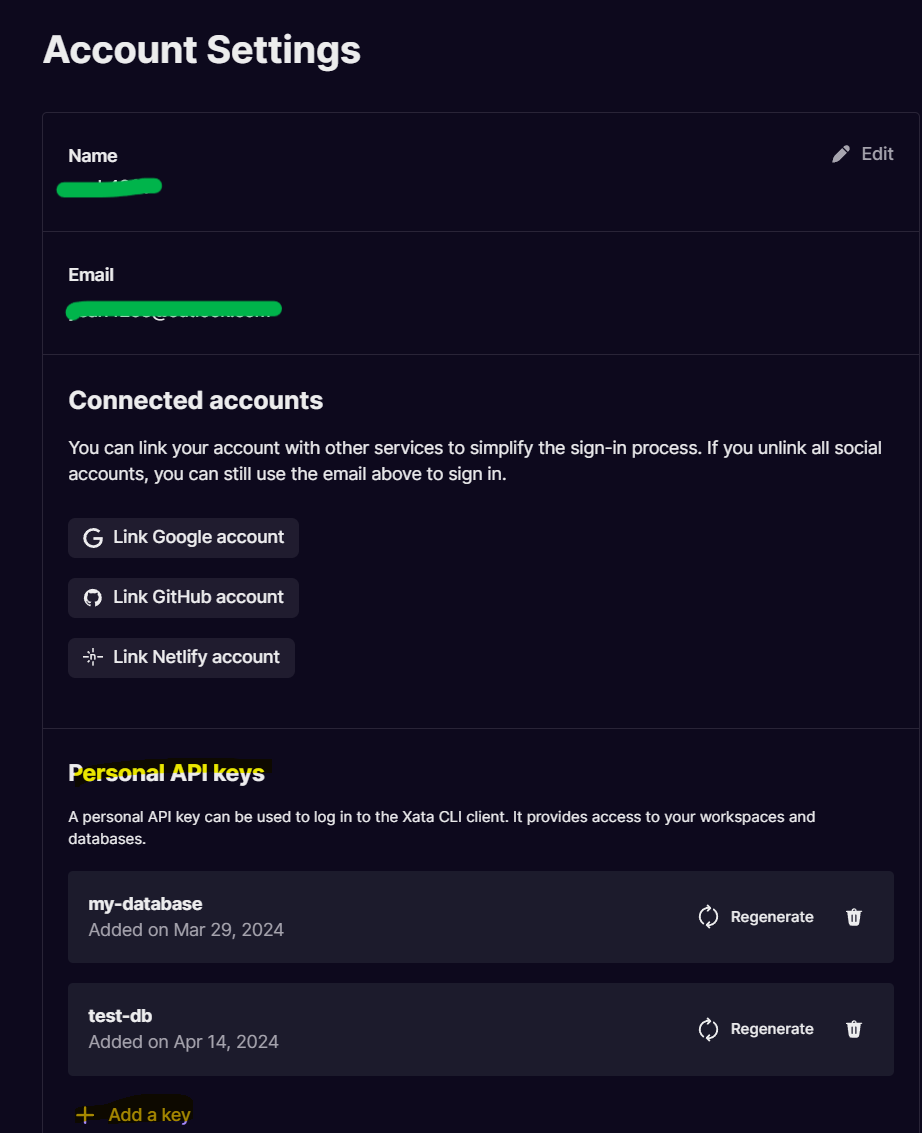 Account Settings
Name
Edit
Email
Connected accounts
You can link your account with other services to simplify the sign-in process. If you unlink all social
accounts, you can still use the email above to sign in.
Link Google account
Link GitHub account
Link Netlify account
Personal API keys
A personal API key can be used to log in to the Xata CLI client. It provides access to your workspaces and
databases.
my-database
Added on Mar 29, 2024
Regenerate
test-db
Added on Apr 14, 2024
Regenerate
+ Add a key